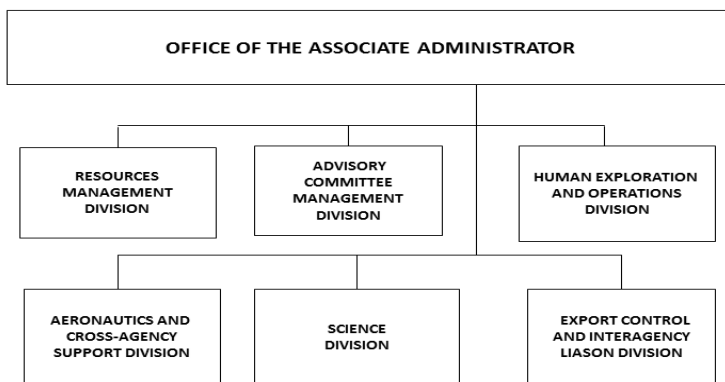 OFFICE OF THE ASSOCIATE ADMINISTRATOR
RESOURCES
MANAGEMENT
DIVISION
ADVISORY
COMMITTEE
MANAGEMENT
DIVISION
HUMAN EXPLORATION
AND OPERATIONS
DIVISION
AERONAUTICS AND
CROSS-AGENCY
SUPPORT DIVISION
SCIENCE
DIVISION
EXPORT CONTROL
AND INTERAGENCY
LIASON DIVISION